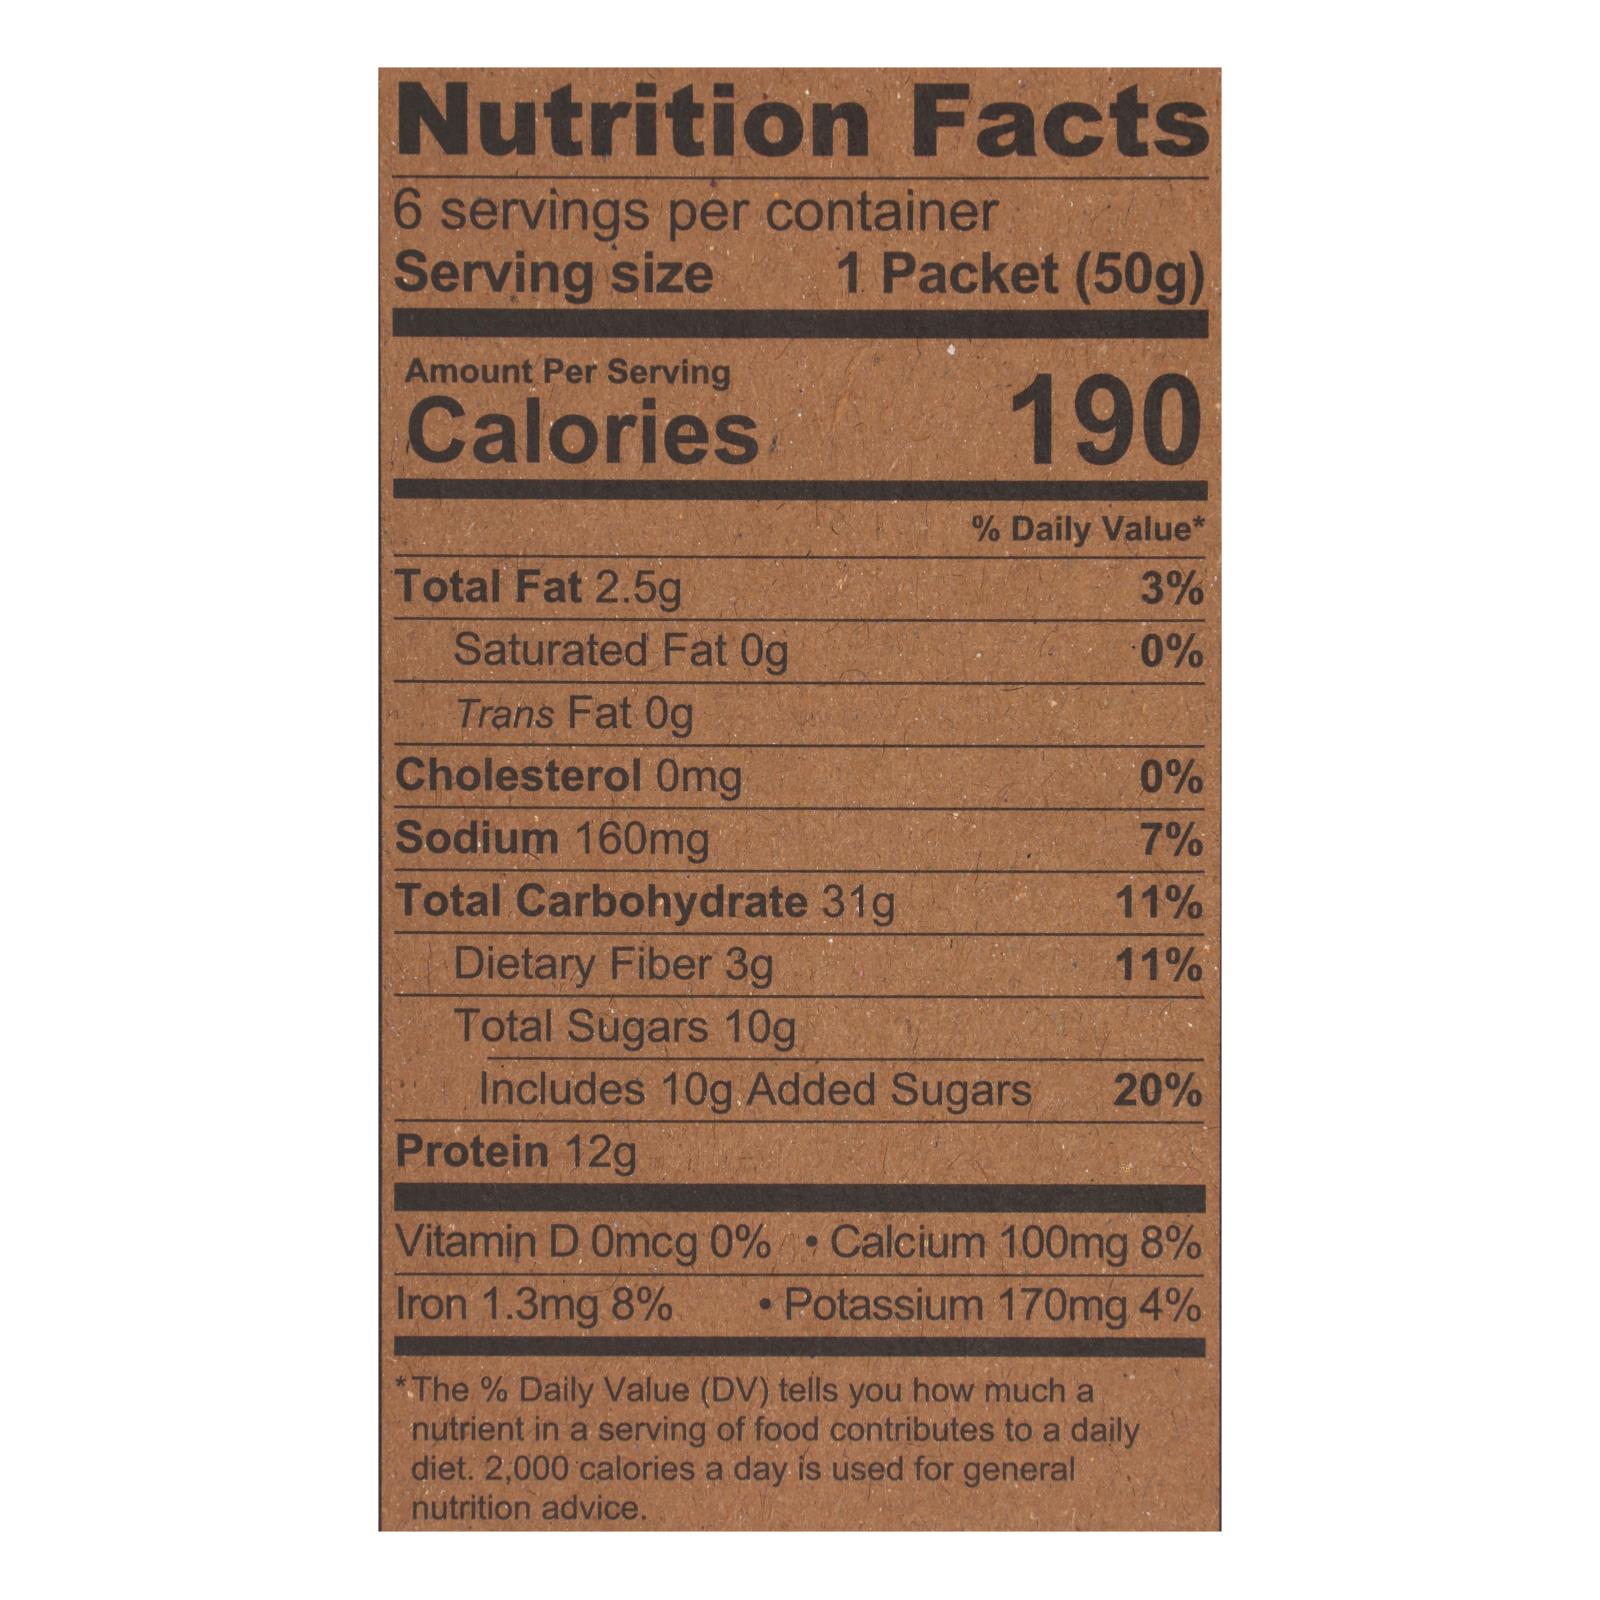 Nutrition Facts
6 servings per container
Serving size 1 Packet (50g)
Amount Per Serving
Calories 190
% Daily Value*
Total Fat 2.5g 3%
Saturated Fat 0g 0%
Trans Fat 0g
Cholesterol 0mg 0%
Sodium 160mg 7%
Total Carbohydrate 31g 11%
Dietary Fiber 3g 11%
Total Sugars 10g
Includes 10g Added Sugars 20%
Protein 12g
Vitamin D 0mcg 0% • Calcium 100mg 8%
Iron 1.3mg 8% • Potassium 170mg 4%
*The % Daily Value (DV) tells you how much a
nutrient in a serving of food contributes to a daily
diet. 2,000 calories a day is used for general
nutrition advice.